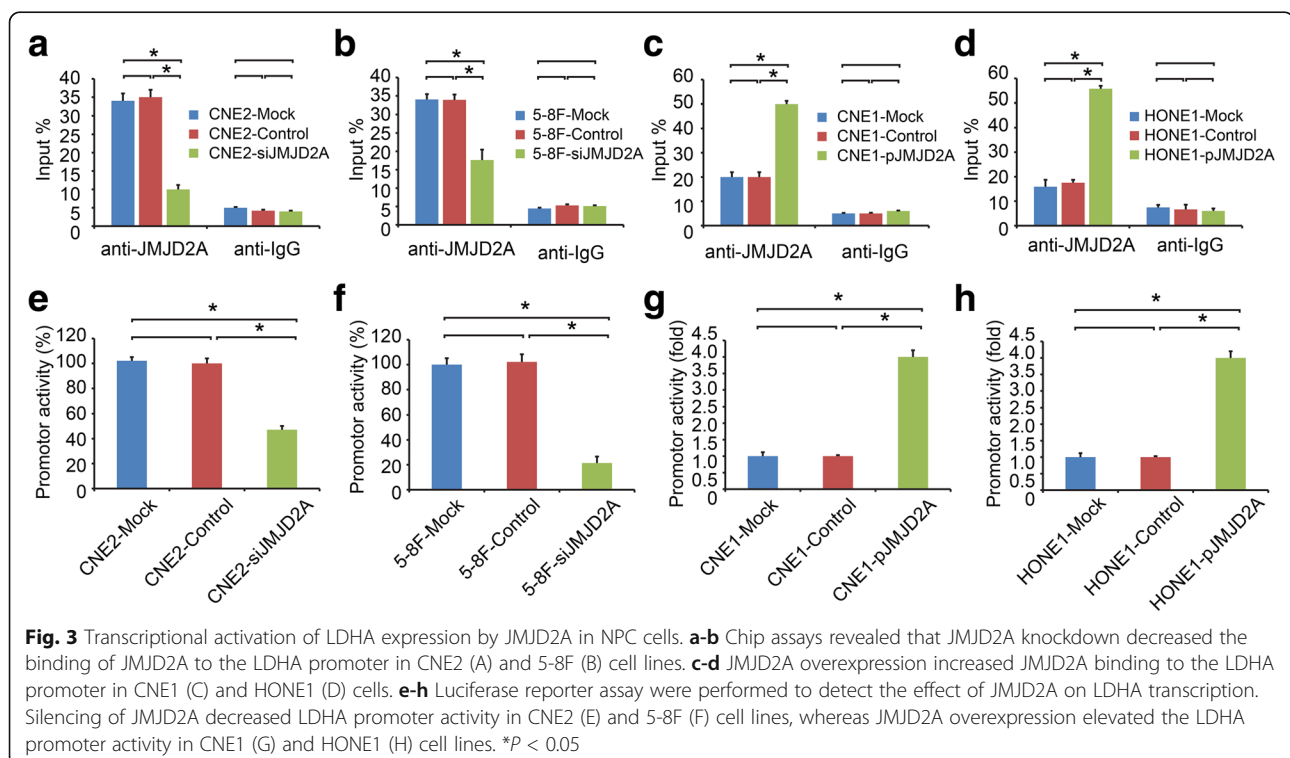 a
b
c
d
*
*
*
*
*
*
*
*
40
35
30
25
20
15
10
5
0
Input %
CNE2-Mock
CNE2-Control
CNE2-siJMJD2A
anti-JMJD2A
anti-IgG
40
35
30
25
20
15
10
5
0
Input %
5-8F-Mock
5-8F-Control
5-8F-siJMJD2A
anti-JMJD2A
anti-IgG
60
50
40
30
20
10
0
Input %
CNE1-Mock
CNE1-Control
CNE1-pJMJD2A
anti-JMJD2A
anti-IgG
60
50
40
30
20
10
0
Input %
HONE1-Mock
HONE1-Control
HONE1-pJMJD2A
anti-JMJD2A
anti-IgG
e
f
g
h
*
*
*
*
*
*
*
*
120
100
80
60
40
20
0
Promotor activity (%)
CNE2-Mock
CNE2-Control
CNE2-siJMJD2A
120
100
80
60
40
20
0
Promotor activity (%)
5-8F-Mock
5-8F-Control
5-8F-siJMJD2A
4.5
4.0
3.5
3.0
2.5
2.0
1.5
1.0
0.5
Promotor activity (fold)
CNE1-Mock
CNE1-Control
CNE1-pJMJD2A
4.5
4.0
3.5
3.0
2.5
2.0
1.5
1.0
0.5
Promotor activity (fold)
HONE1-Mock
HONE1-Control
HONE1-pJMJD2A
Fig. 3 Transcriptional activation of LDHA expression by JMJD2A in NPC cells. a-b Chip assays revealed that JMJD2A knockdown decreased the
binding of JMJD2A to the LDHA promoter in CNE2 (A) and 5-8F (B) cell lines. c-d JMJD2A overexpression increased JMJD2A binding to the LDHA
promoter in CNE1 (C) and HONE1 (D) cells. e-h Luciferase reporter assay were performed to detect the effect of JMJD2A on LDHA transcription.
Silencing of JMJD2A decreased LDHA promoter activity in CNE2 (E) and 5-8F (F) cell lines, whereas JMJD2A overexpression elevated the LDHA
promoter activity in CNE1 (G) and HONE1 (H) cell lines. *P < 0.05